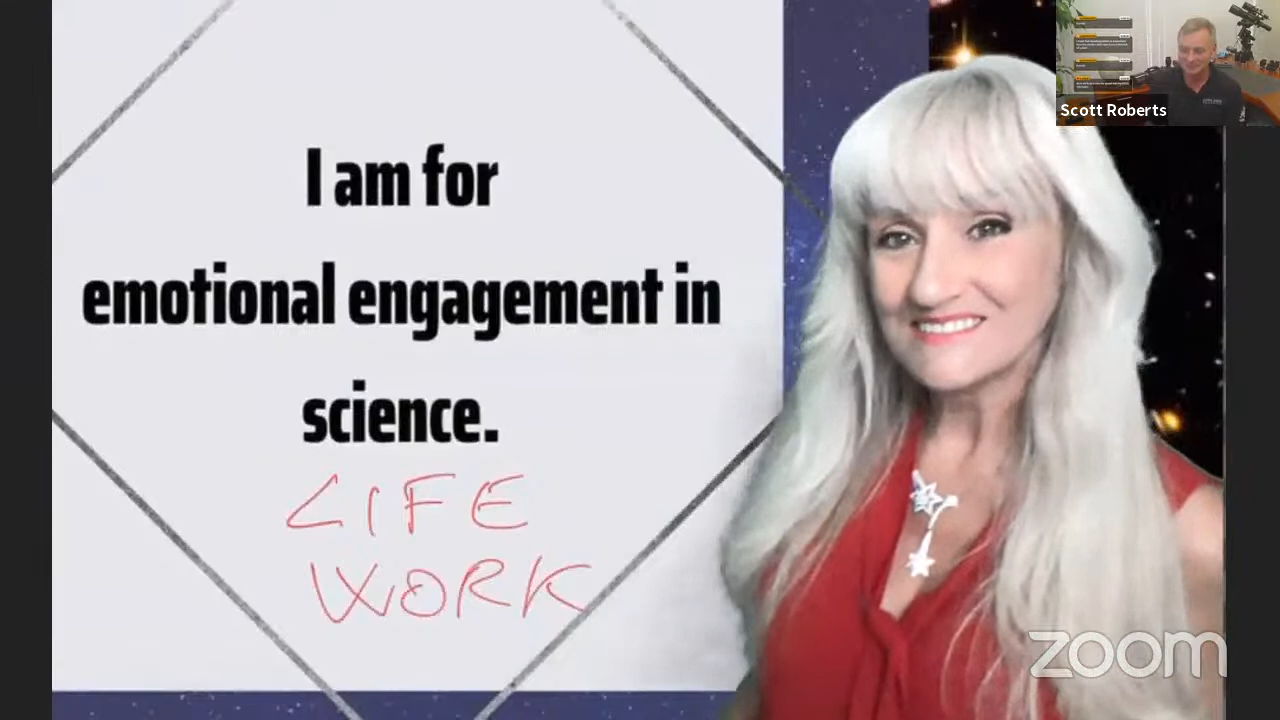 I am for
emotional engagement in
science.
LIFE
WORK
Scott Roberts
zoom